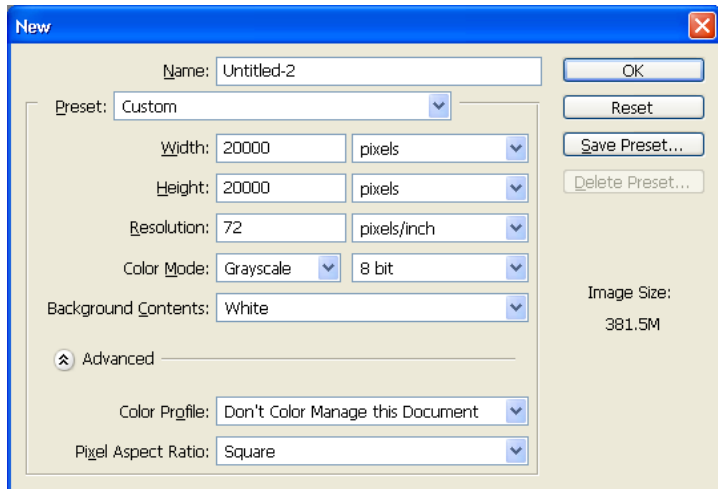 New
Name: Untitled-2
OK
Preset: Custom
Reset
Width: 20000 pixels
Save Preset...
Height: 20000 pixels
Delete Preset...
Resolution: 72 pixels/inch
Color Mode: Grayscale 8 bit
Image Size:
Background Contents: White
381.5M
Advanced
Color Profile: Don't Color Manage this Document
Pixel Aspect Ratio: Square